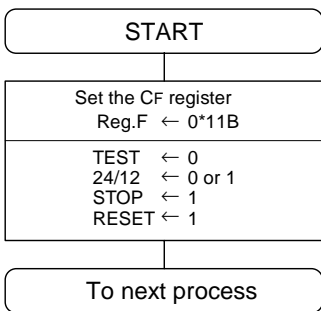 START
Set the CF register
Reg.F ← 0*11B
TEST ← 0
24/12 ← 0 or 1
STOP ← 1
RESET ← 1
To next process